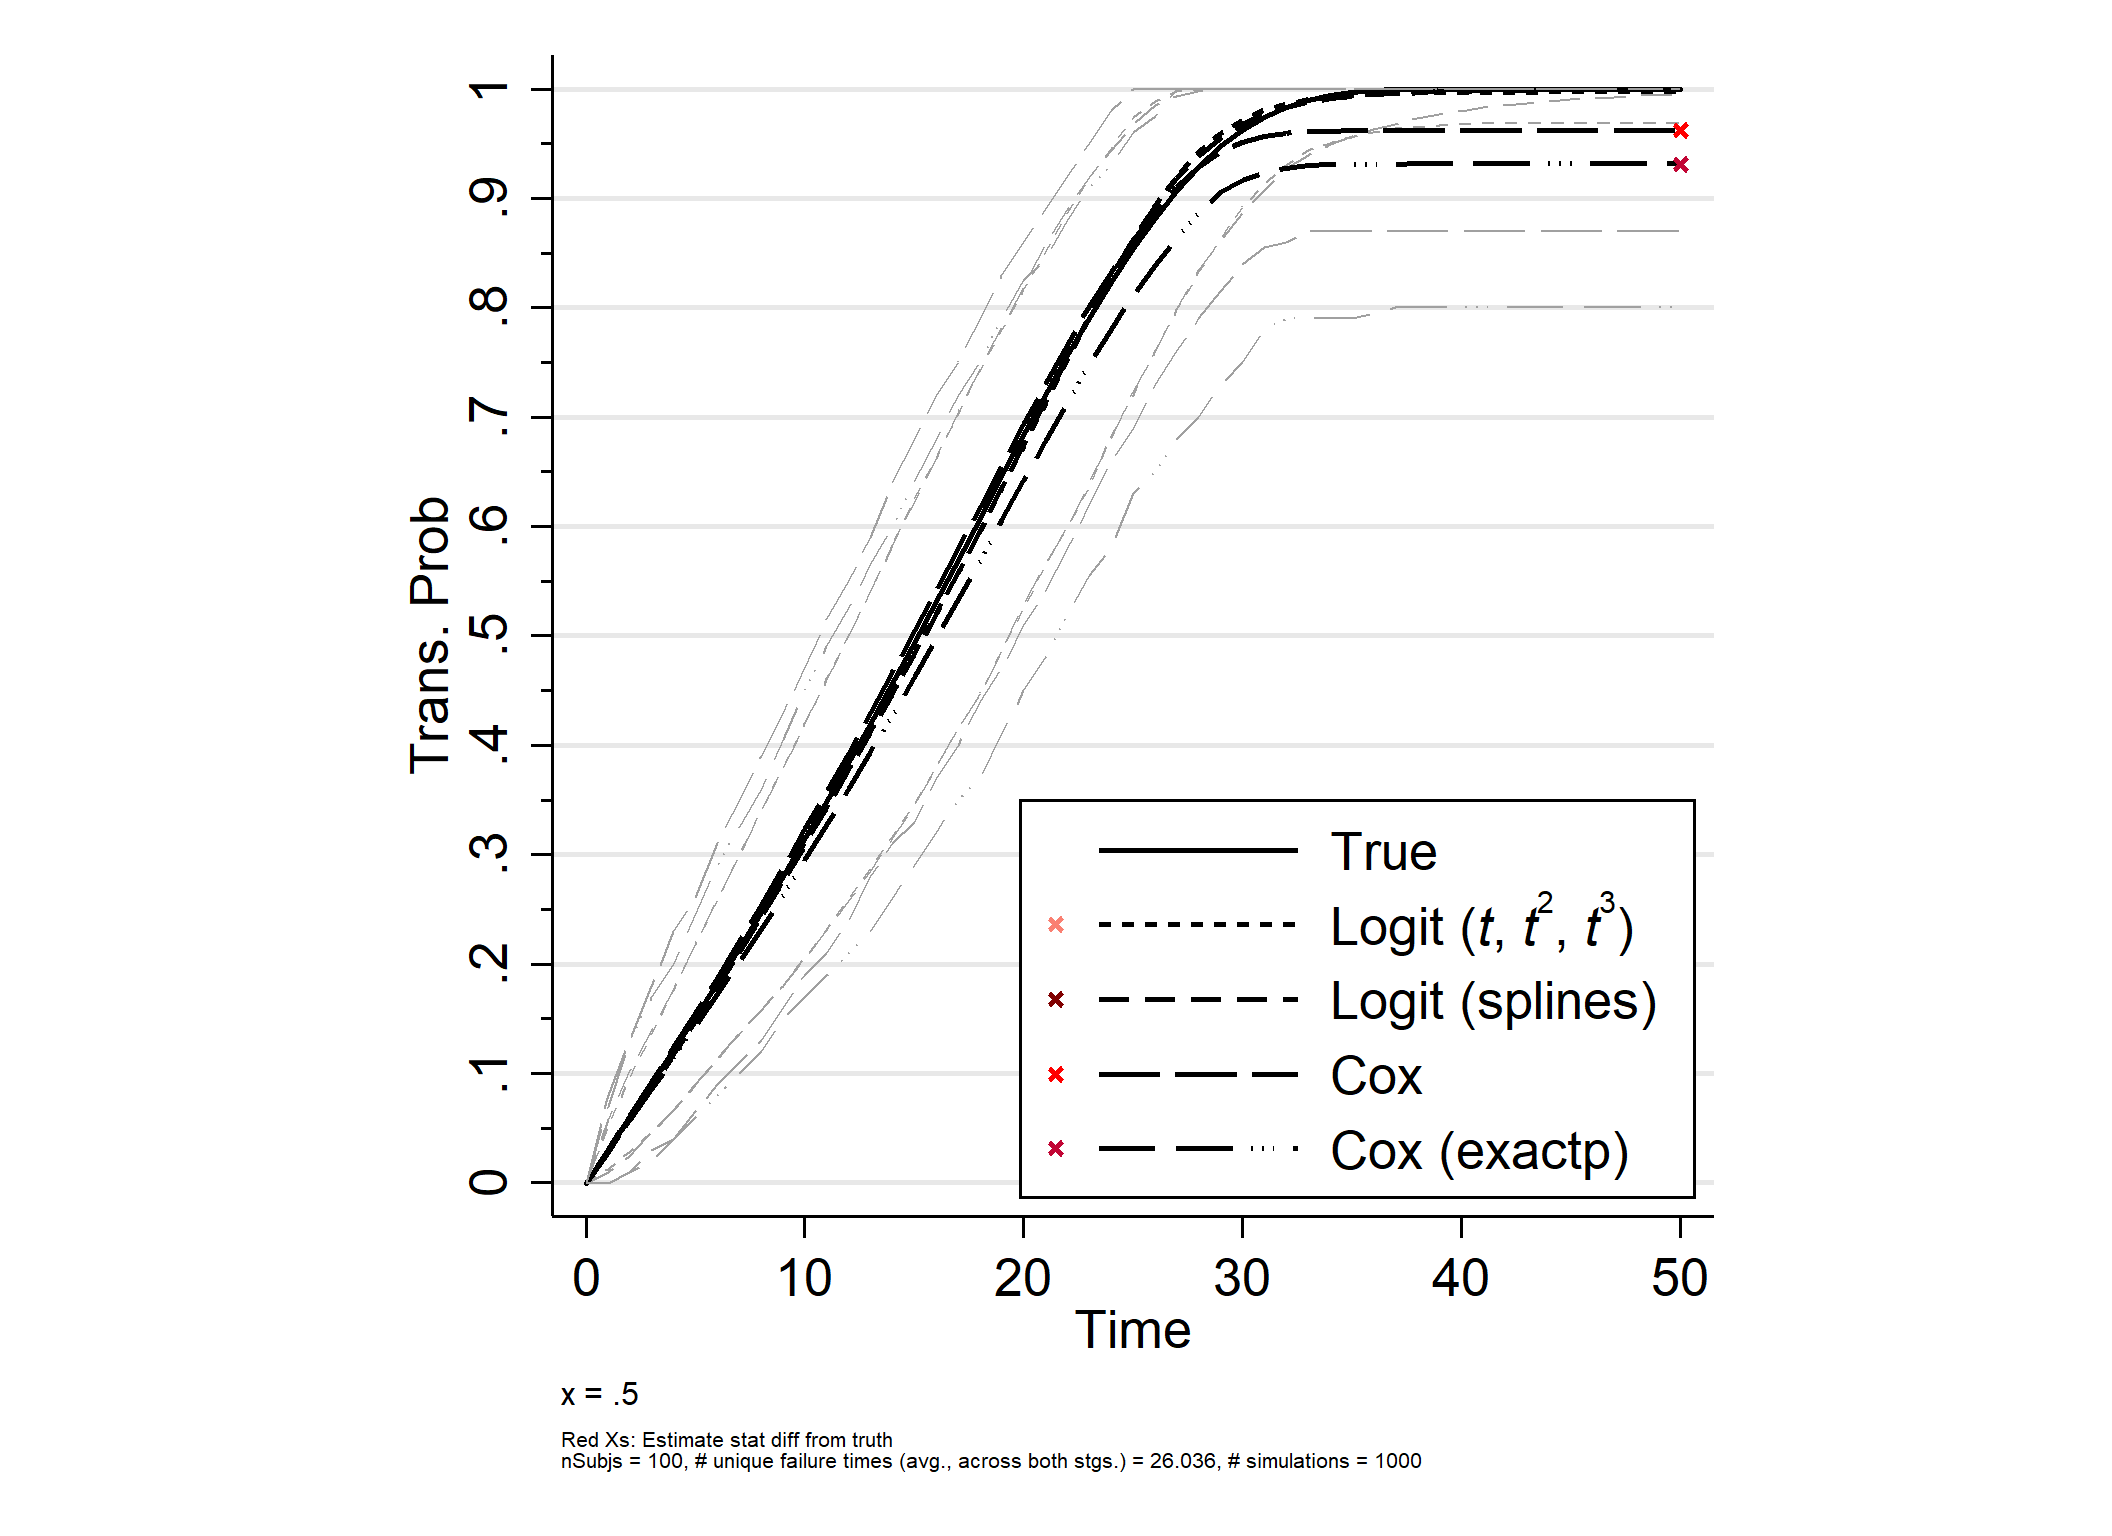 1
.9
.8
.7
.6
.5
.4
.3
.2
.1
0
Trans. Prob
True
Logit (t, t², t³)
Logit (splines)
Cox
Cox (exactp)
0 10 20 30 40 50
Time
x = .5
Red Xs: Estimate stat diff from truth
nSubjs = 100, # unique failure times (avg., across both stgs.) = 26.036, # simulations = 1000